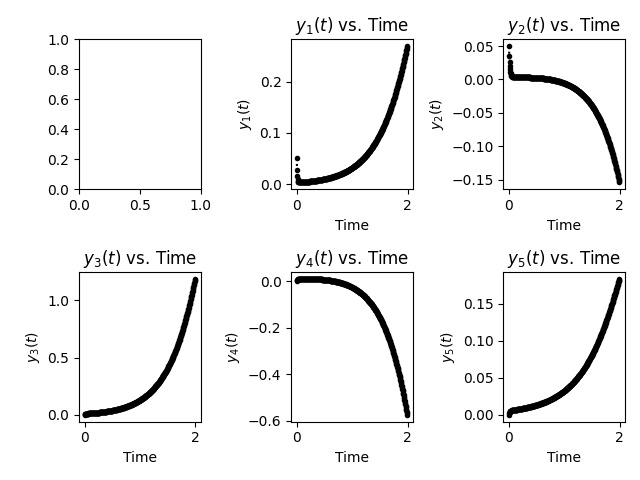 y₁(t) vs. Time
y₂(t) vs. Time
1.0
0.8
0.6
0.4
0.2
0.0
0.0 0.5 1.0
y₁(t)
0.2
0.1
0.0
0 2
Time
y₂(t)
0.05
0.00
−0.05
−0.10
−0.15
0 2
Time
y₃(t) vs. Time
y₄(t) vs. Time
y₅(t) vs. Time
y₃(t)
1.0
0.5
0.0
0 2
Time
y₄(t)
0.0
−0.2
−0.4
−0.6
0 2
Time
y₅(t)
0.15
0.10
0.05
0.00
0 2
Time